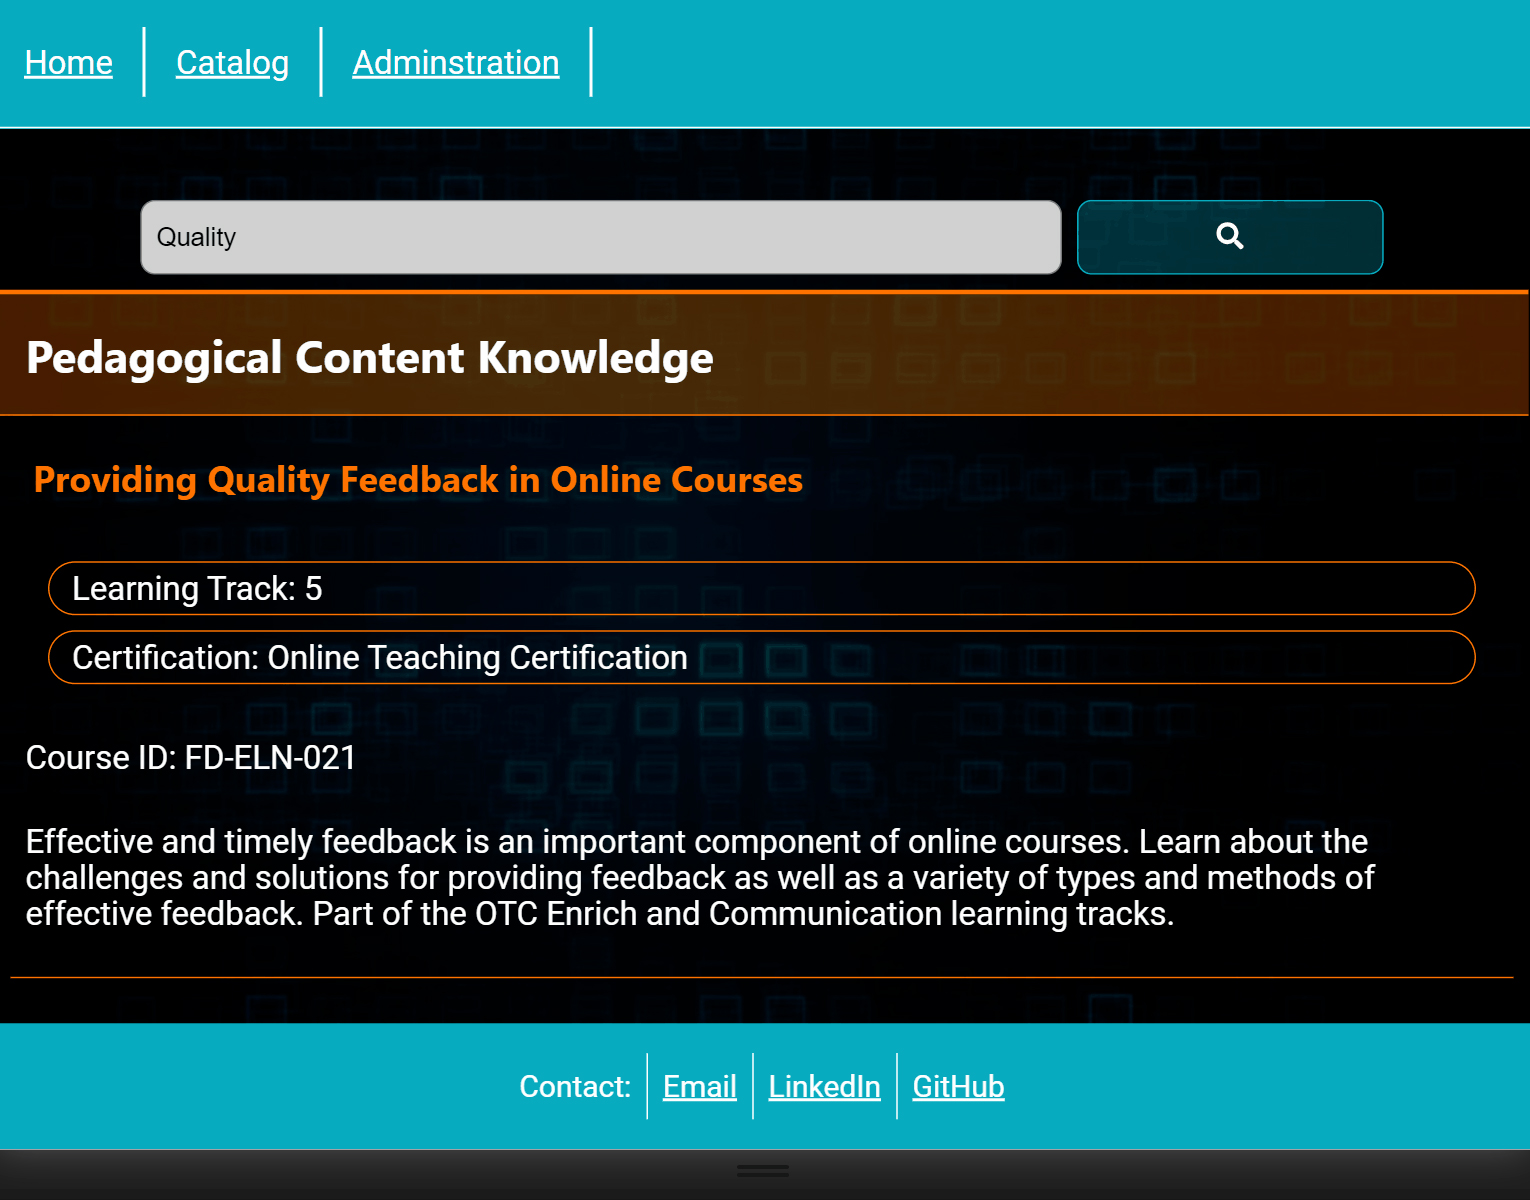 Home Catalog Adminstration
Quality
Pedagogical Content Knowledge
Providing Quality Feedback in Online Courses
Learning Track: 5
Certification: Online Teaching Certification
Course ID: FD-ELN-021
Effective and timely feedback is an important component of online courses. Learn about the
challenges and solutions for providing feedback as well as a variety of types and methods of
effective feedback. Part of the OTC Enrich and Communication learning tracks.
Contact: Email LinkedIn GitHub